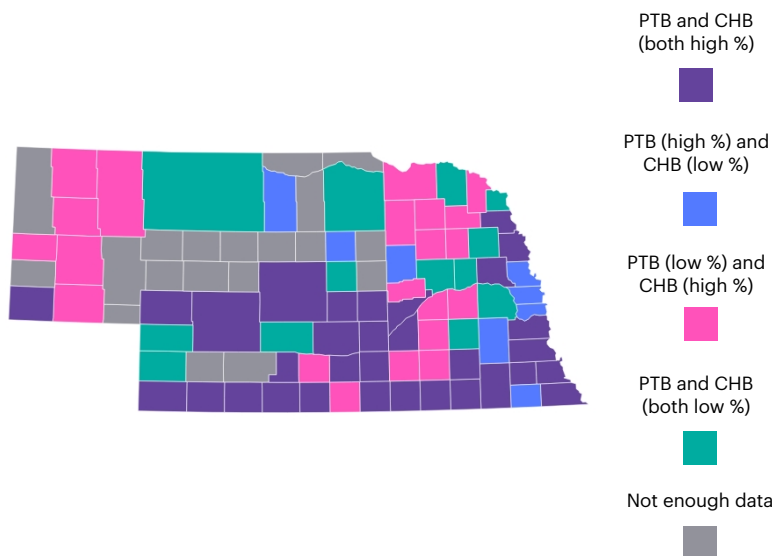 PTB and CHB
(both high %)
PTB (high %) and
CHB (low %)
PTB (low %) and
CHB (high %)
PTB and CHB
(both low %)
Not enough data